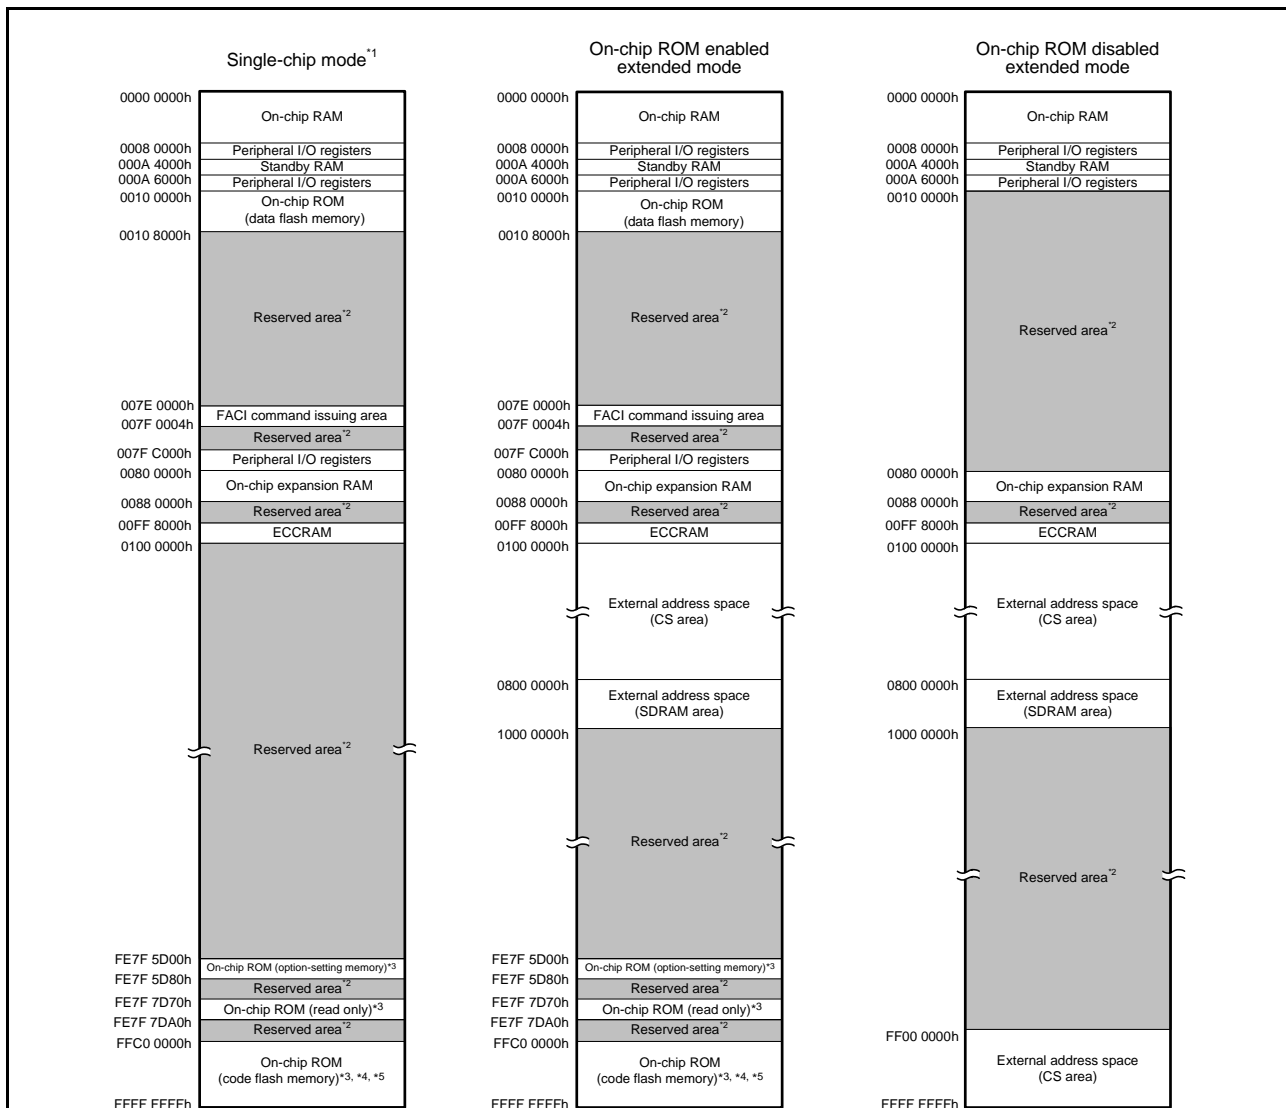 Single-chip mode*1
0000 0000h
On-chip RAM
0008 0000h
Peripheral I/O registers
000A 4000h
Standby RAM
000A 6000h
Peripheral I/O registers
0010 0000h
On-chip ROM
(data flash memory)
0010 8000h
Reserved area*2
007E 0000h
FACI command issuing area
007F 0004h
Reserved area*2
007F C000h
Peripheral I/O registers
0080 0000h
On-chip expansion RAM
0088 0000h
Reserved area*2
00FF 8000h
ECCRAM
0100 0000h
Reserved area*2
FE7F 5D00h
On-chip ROM (option-setting memory)*3
FE7F 5D80h
Reserved area*2
FE7F 7D70h
On-chip ROM (read only)*3
FE7F 7DA0h
Reserved area*2
FFC0 0000h
On-chip ROM
(code flash memory)*3, *4, *5
FFFF FFFFh
On-chip ROM enabled
extended mode
0000 0000h
On-chip RAM
0008 0000h
Peripheral I/O registers
000A 4000h
Standby RAM
000A 6000h
Peripheral I/O registers
0010 0000h
On-chip ROM
(data flash memory)
0010 8000h
Reserved area*2
007E 0000h
FACI command issuing area
007F 0004h
Reserved area*2
007F C000h
Peripheral I/O registers
0080 0000h
On-chip expansion RAM
0088 0000h
Reserved area*2
00FF 8000h
ECCRAM
0100 0000h
External address space
(CS area)
0800 0000h
External address space
(SDRAM area)
1000 0000h
Reserved area*2
FE7F 5D00h
On-chip ROM (option-setting memory)*3
FE7F 5D80h
Reserved area*2
FE7F 7D70h
On-chip ROM (read only)*3
FE7F 7DA0h
Reserved area*2
FFC0 0000h
On-chip ROM
(code flash memory)*3, *4, *5
FFFF FFFFh
On-chip ROM disabled
extended mode
0000 0000h
On-chip RAM
0008 0000h
Peripheral I/O registers
000A 4000h
Standby RAM
000A 6000h
Peripheral I/O registers
0010 0000h
Reserved area*2
0080 0000h
On-chip expansion RAM
0088 0000h
Reserved area*2
00FF 8000h
ECCRAM
0100 0000h
External address space
(CS area)
0800 0000h
External address space
(SDRAM area)
1000 0000h
Reserved area*2
FF00 0000h
External address space
(CS area)
FFFF FFFFh